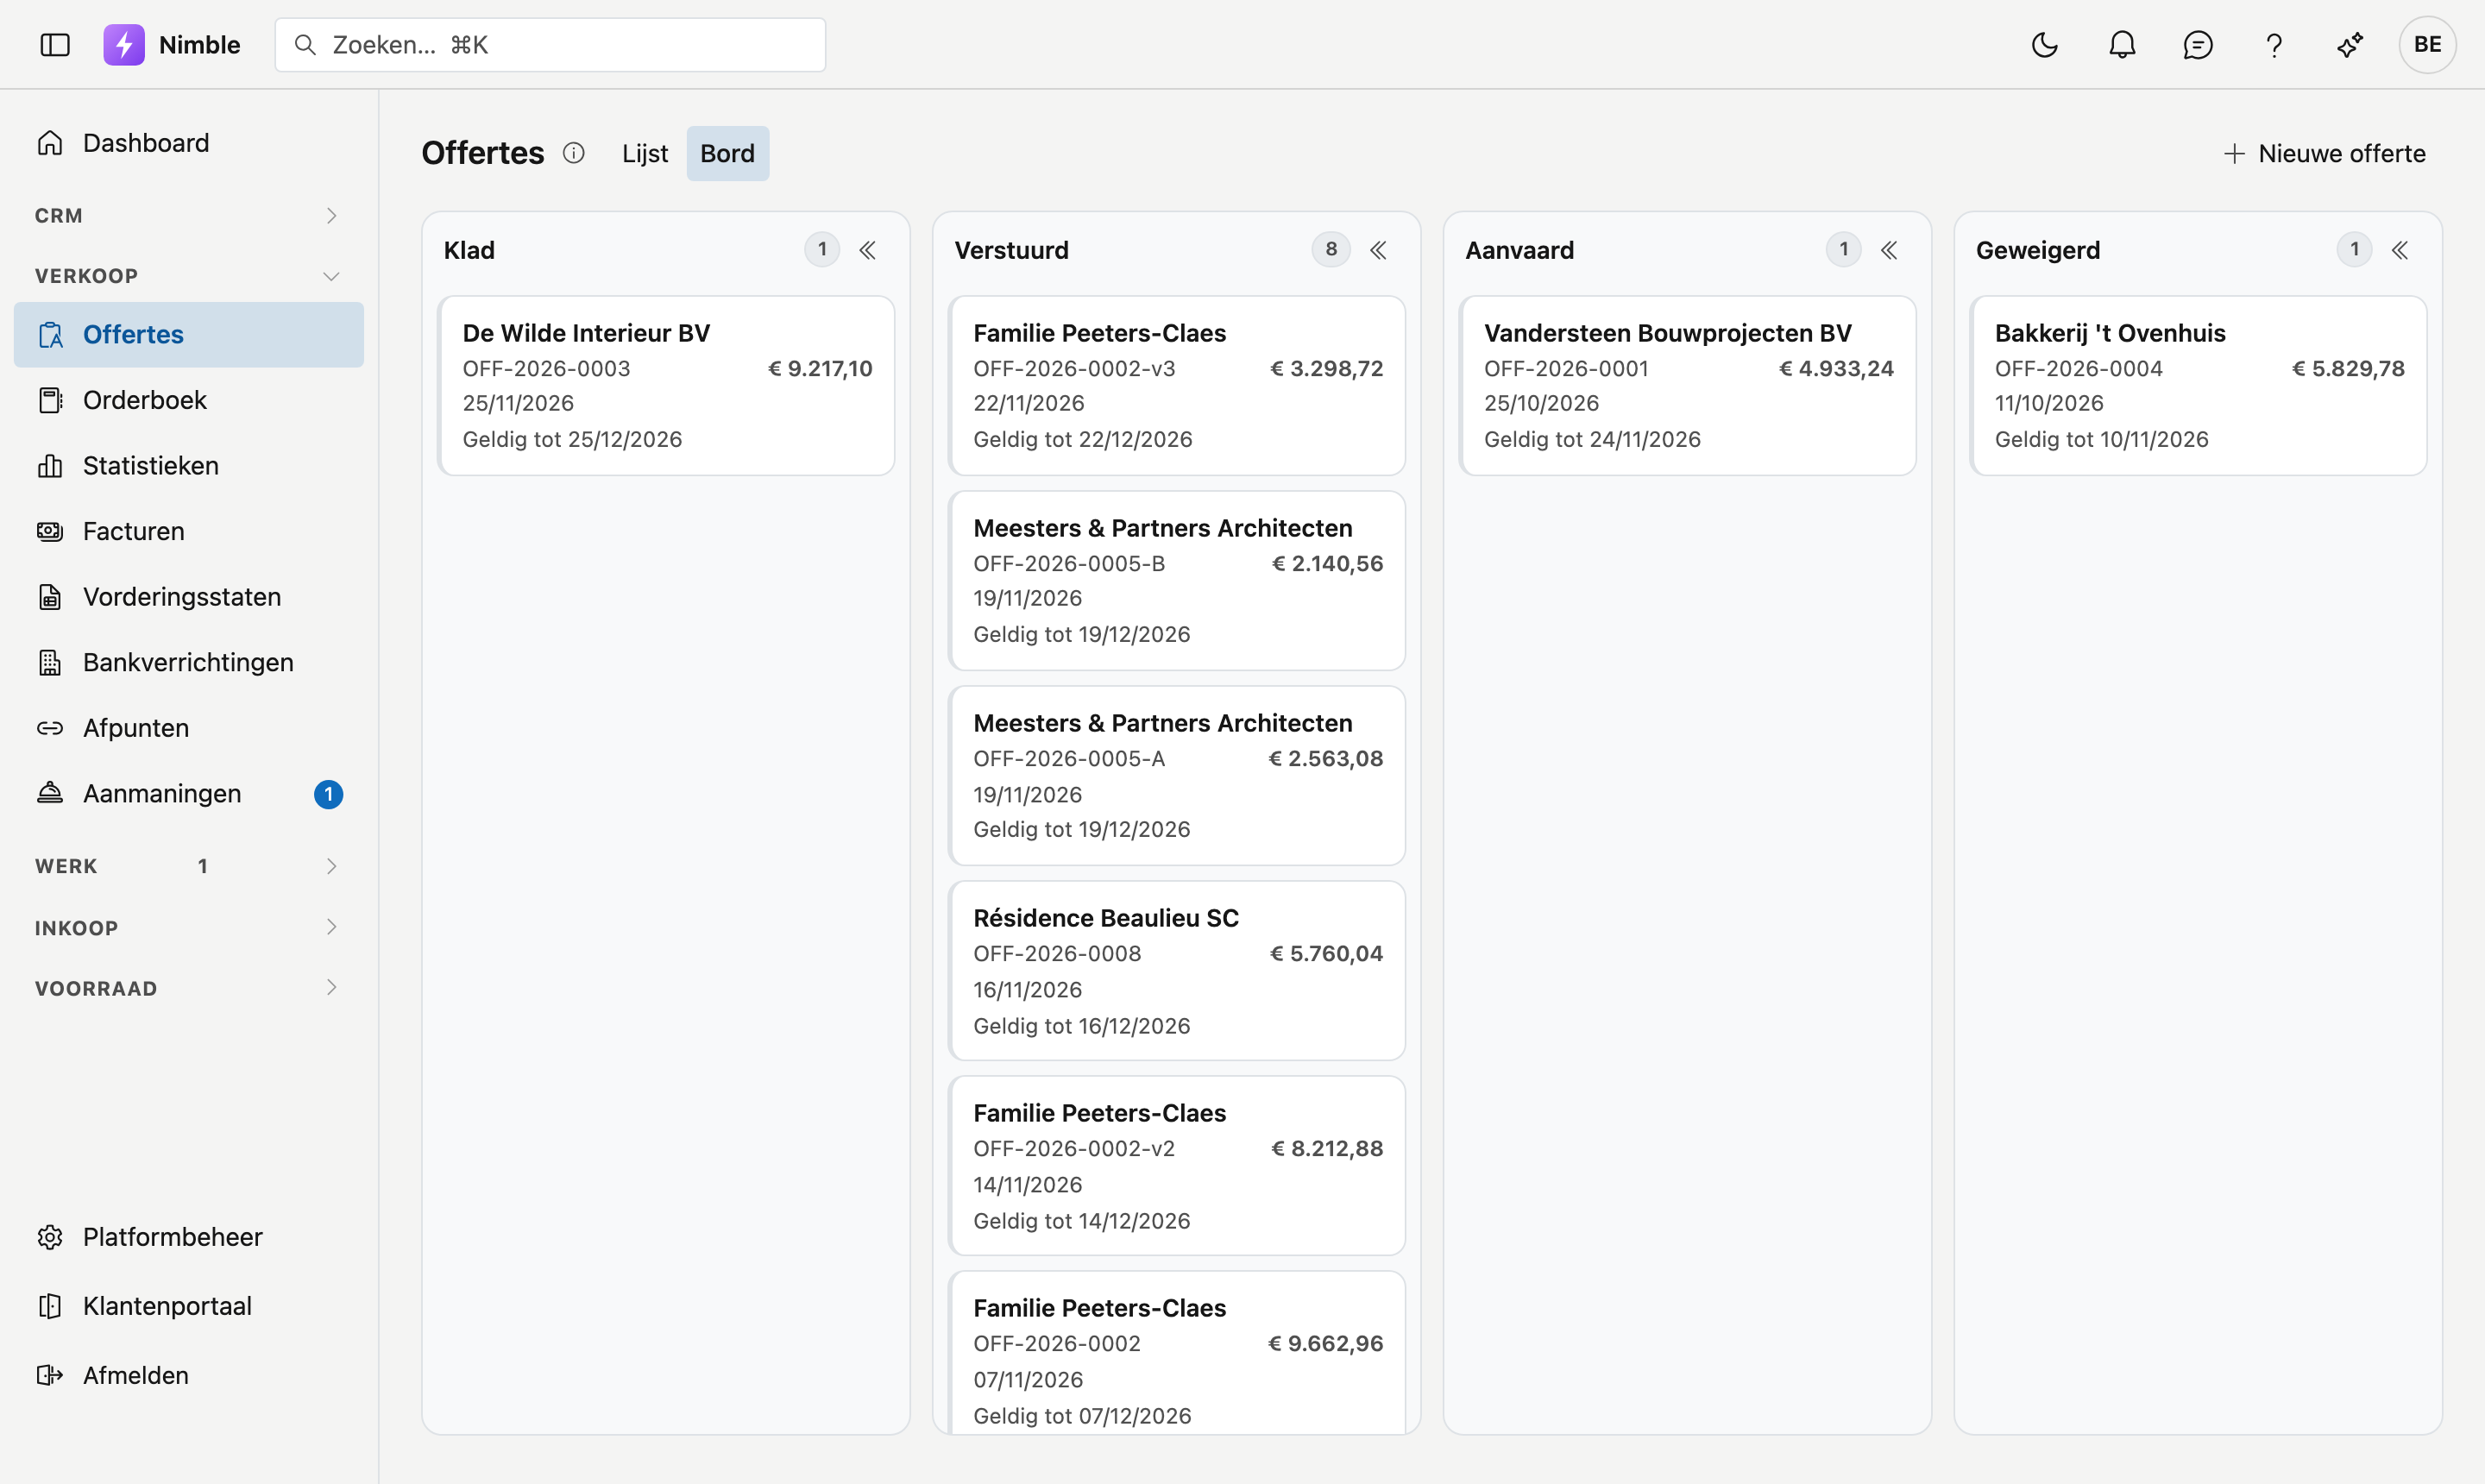 Nimble
Zoeken... ⌘K
BE
Dashboard
CRM
VERKOOP
Offertes
Orderboek
Statistieken
Facturen
Vorderingsstaten
Bankverrichtingen
Afpunten
Aanmaningen 1
WERK 1
INKOOP
VOORRAAD
Platformbeheer
Klantenportaal
Afmelden
Offertes Lijst Bord
Nieuwe offerte
Klad 1
De Wilde Interieur BV
OFF-2026-0003 € 9.217,10
25/11/2026
Geldig tot 25/12/2026
Verstuurd 8
Familie Peeters-Claes
OFF-2026-0002-v3 € 3.298,72
22/11/2026
Geldig tot 22/12/2026
Meesters & Partners Architecten
OFF-2026-0005-B € 2.140,56
19/11/2026
Geldig tot 19/12/2026
Meesters & Partners Architecten
OFF-2026-0005-A € 2.563,08
19/11/2026
Geldig tot 19/12/2026
Résidence Beaulieu SC
OFF-2026-0008 € 5.760,04
16/11/2026
Geldig tot 16/12/2026
Familie Peeters-Claes
OFF-2026-0002-v2 € 8.212,88
14/11/2026
Geldig tot 14/12/2026
Familie Peeters-Claes
OFF-2026-0002 € 9.662,96
07/11/2026
Geldig tot 07/12/2026
Aanvaard 1
Vandersteen Bouwprojecten BV
OFF-2026-0001 € 4.933,24
25/10/2026
Geldig tot 24/11/2026
Geweigerd 1
Bakkerij 't Ovenhuis
OFF-2026-0004 € 5.829,78
11/10/2026
Geldig tot 10/11/2026